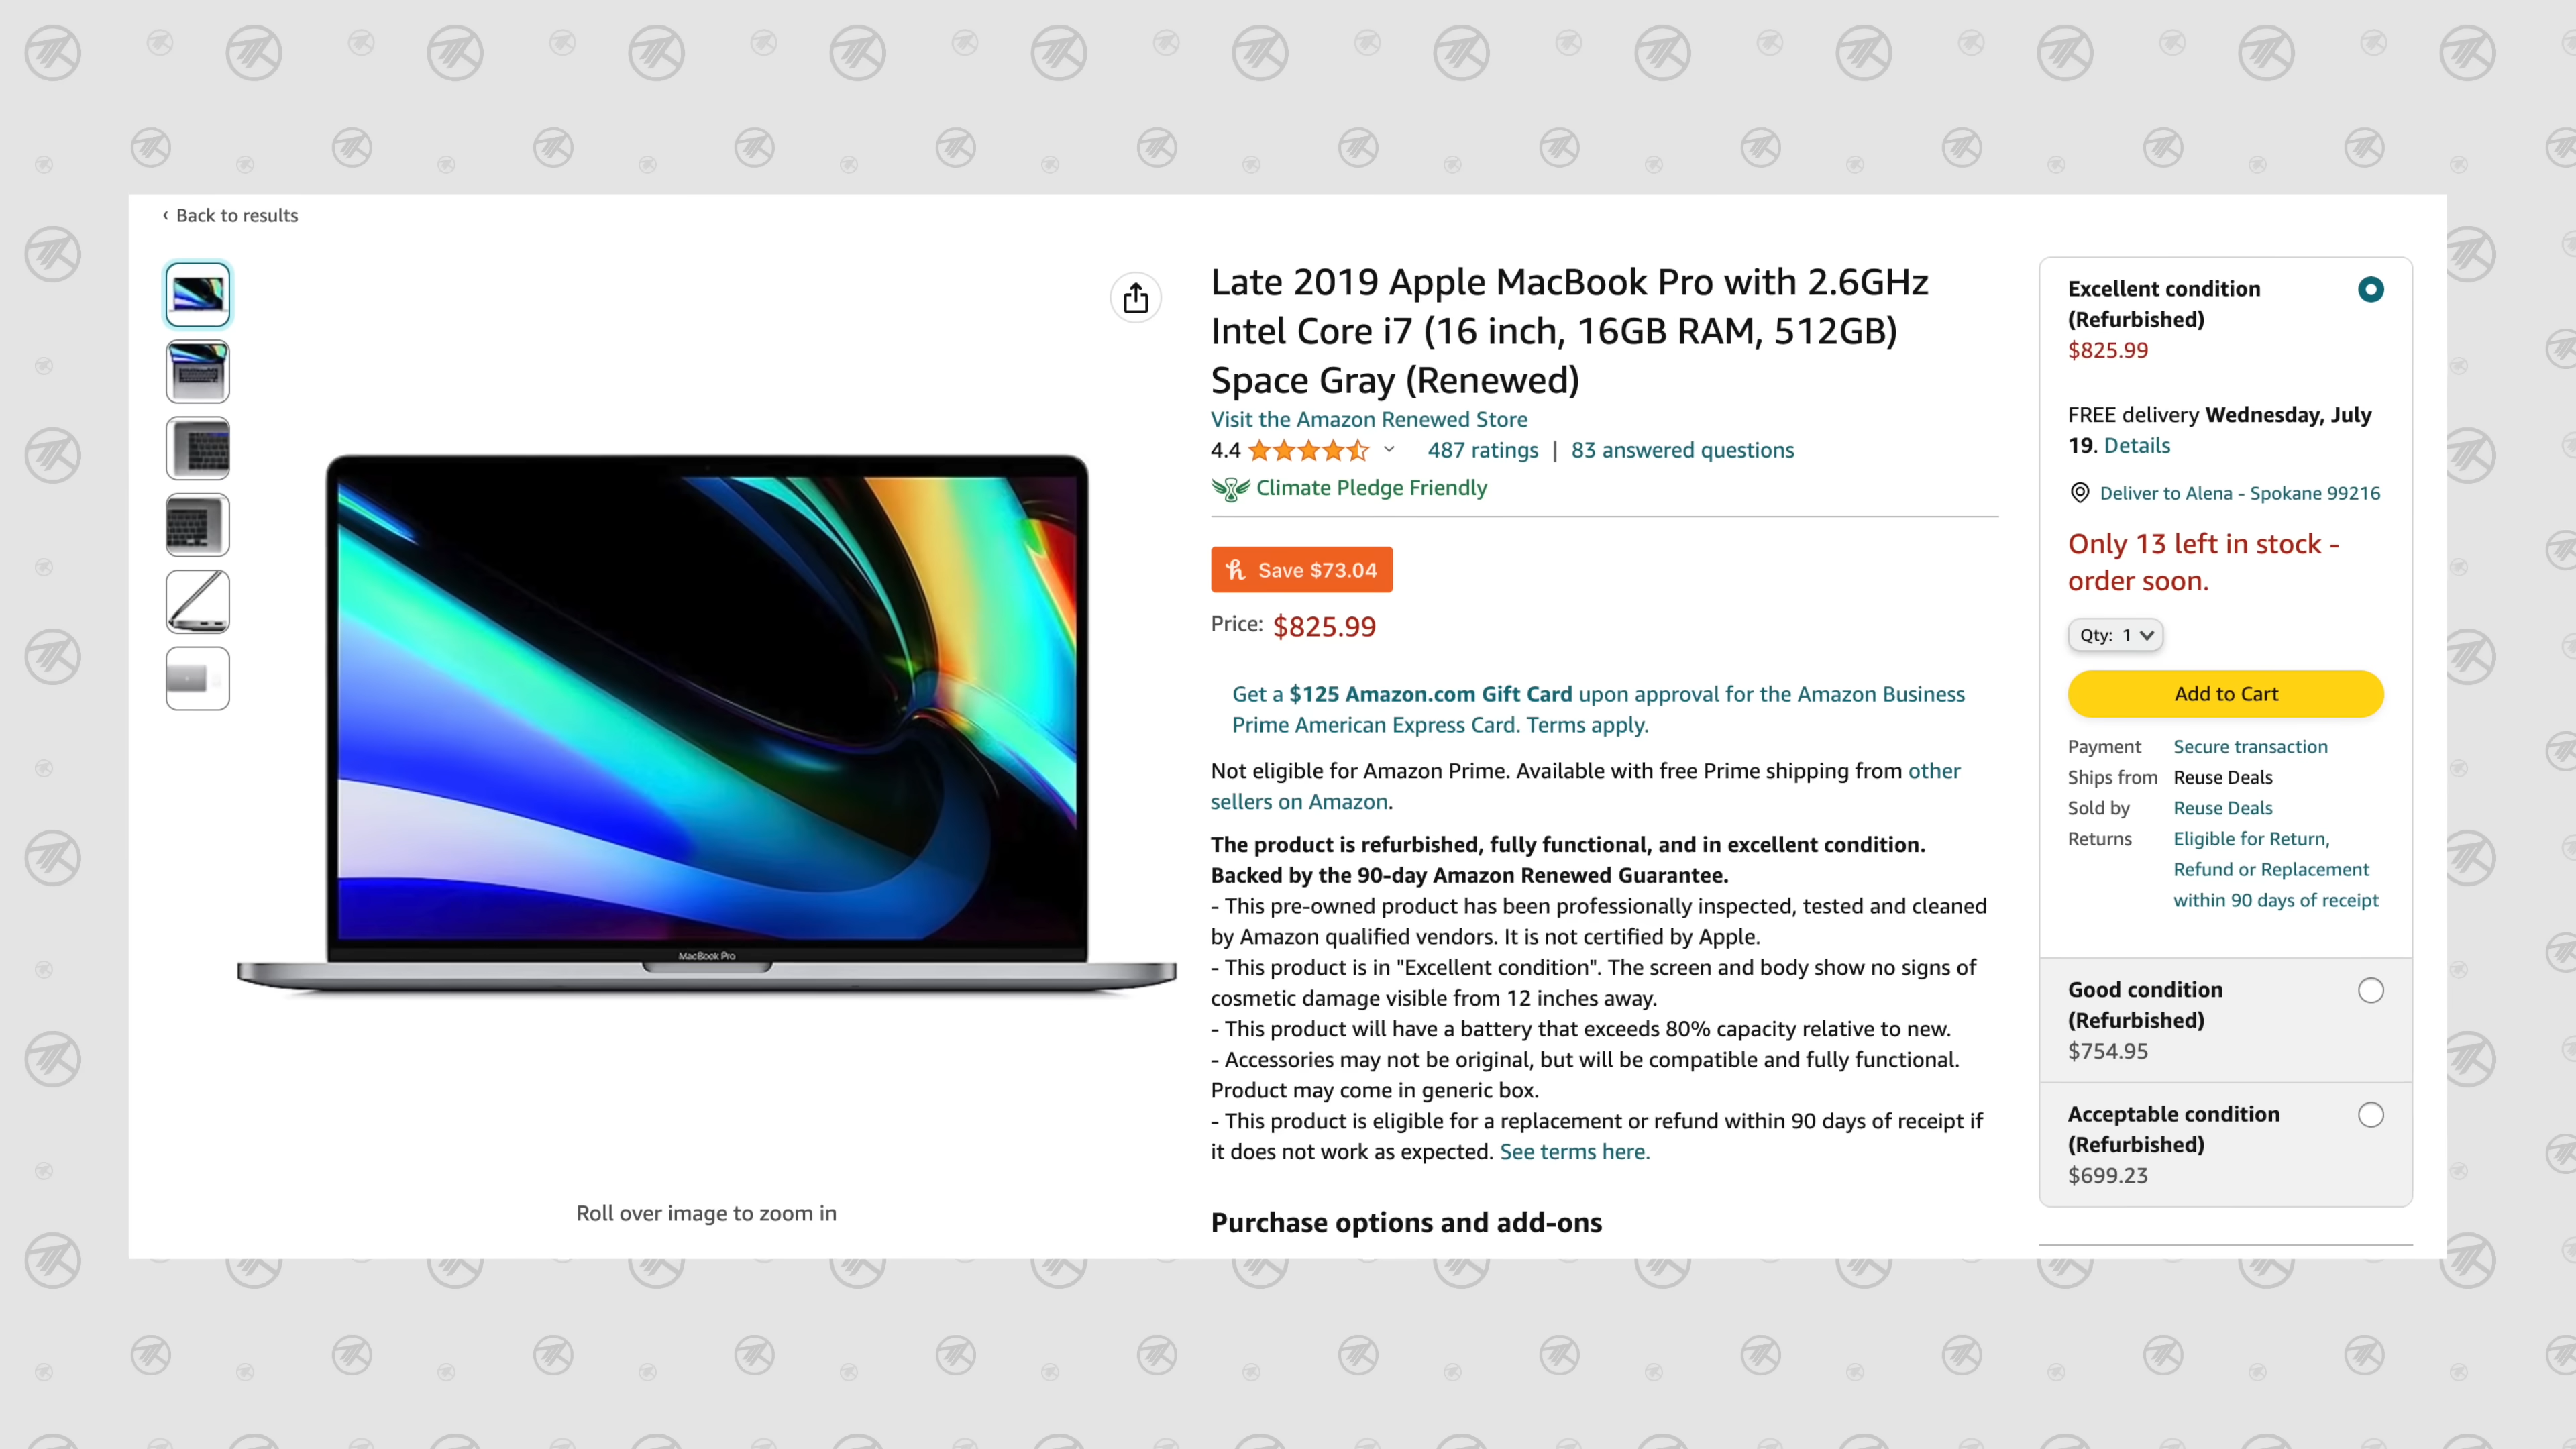 ‹ Back to results
Late 2019 Apple MacBook Pro with 2.6GHz
Intel Core i7 (16 inch, 16GB RAM, 512GB)
Space Gray (Renewed)
Visit the Amazon Renewed Store
4.4 487 ratings | 83 answered questions
Climate Pledge Friendly
Save $73.04
Price: $825.99
Get a $125 Amazon.com Gift Card upon approval for the Amazon Business
Prime American Express Card. Terms apply.
Not eligible for Amazon Prime. Available with free Prime shipping from other
sellers on Amazon.
The product is refurbished, fully functional, and in excellent condition.
Backed by the 90-day Amazon Renewed Guarantee.
- This pre-owned product has been professionally inspected, tested and cleaned
by Amazon qualified vendors. It is not certified by Apple.
- This product is in "Excellent condition". The screen and body show no signs of
cosmetic damage visible from 12 inches away.
- This product will have a battery that exceeds 80% capacity relative to new.
- Accessories may not be original, but will be compatible and fully functional.
Product may come in generic box.
- This product is eligible for a replacement or refund within 90 days of receipt if
it does not work as expected. See terms here.
Purchase options and add-ons
MacBook Pro
Roll over image to zoom in
Excellent condition
(Refurbished)
$825.99
FREE delivery Wednesday, July
19. Details
Deliver to Alena - Spokane 99216
Only 13 left in stock -
order soon.
Qty: 1
Add to Cart
Payment Secure transaction
Ships from Reuse Deals
Sold by Reuse Deals
Returns Eligible for Return,
Refund or Replacement
within 90 days of receipt
Good condition
(Refurbished)
$754.95
Acceptable condition
(Refurbished)
$699.23